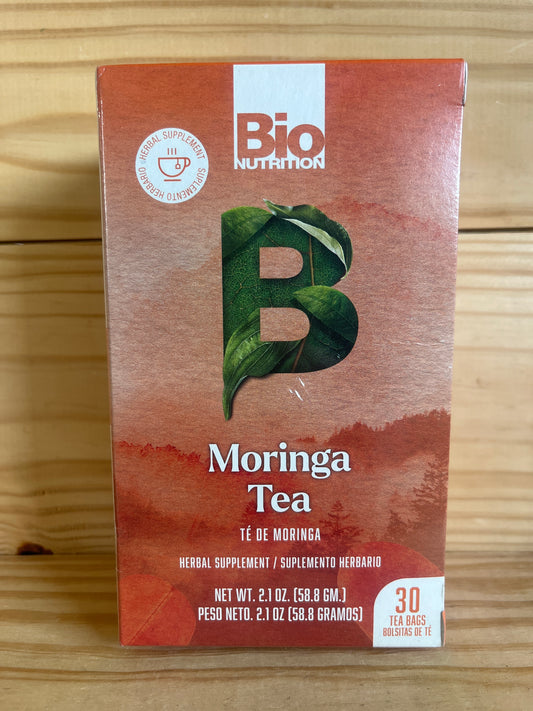 Bio
NUTRITION
HERBAL SUPPLEMENT
SUPLEMENTO HERBARIO
B
Moringa
Tea
TÉ DE MORINGA
HERBAL SUPPLEMENT / SUPLEMENTO HERBARIO
NET WT. 2.1 OZ. (58.8 GM.)
PESO NETO. 2.1 OZ (58.8 GRAMOS)
30
TEA BAGS
BOLSITAS DE TÉ